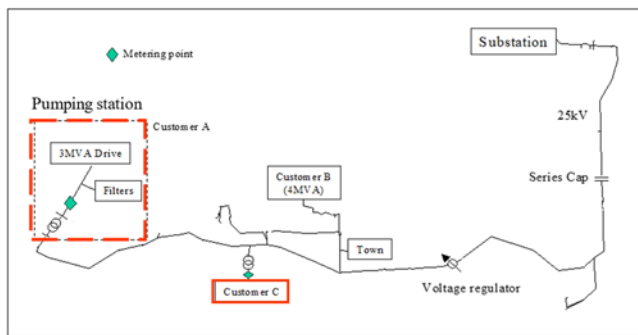 Substation
Metering point
Pumping station
25kV
Customer A
3MVA Drive
Customer B
(4MVA)
Series Cap
Filters
Town
Voltage regulator
Customer C